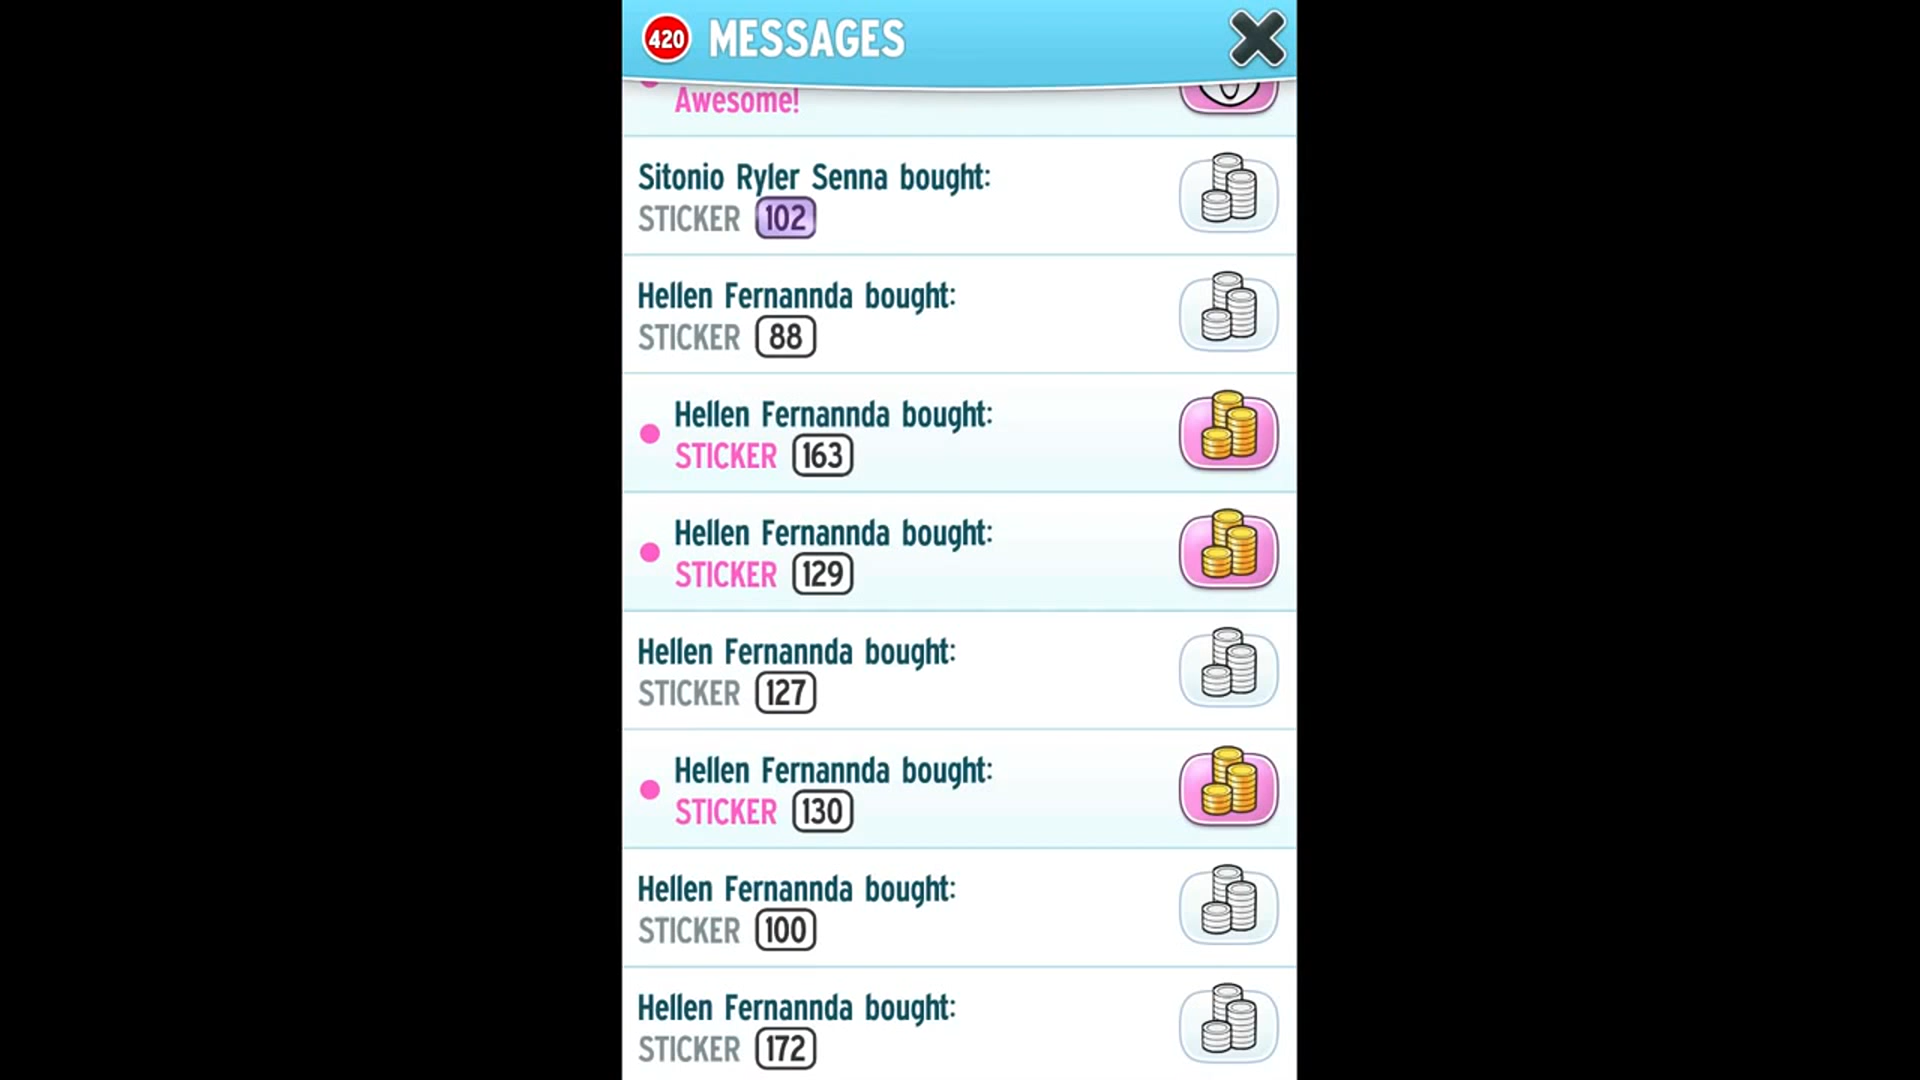 420 MESSAGES
Awesome!
Sitonio Ryler Senna bought:
STICKER 102
Hellen Fernannda bought:
STICKER 88
Hellen Fernannda bought:
STICKER 163
Hellen Fernannda bought:
STICKER 129
Hellen Fernannda bought:
STICKER 127
Hellen Fernannda bought:
STICKER 130
Hellen Fernannda bought:
STICKER 100
Hellen Fernannda bought:
STICKER 172